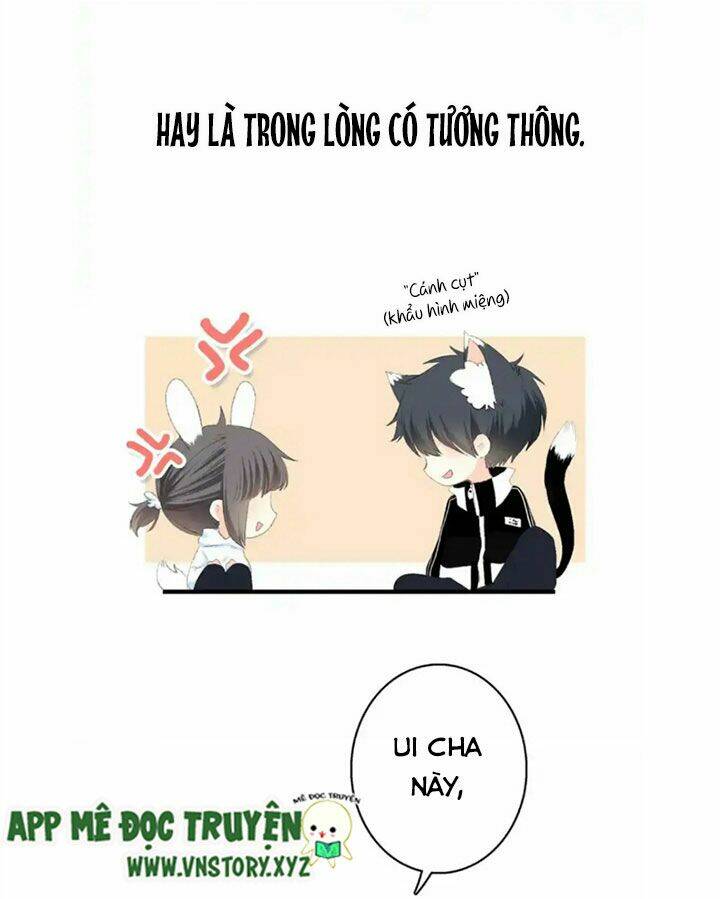 HAY LÀ TRONG LÒNG CÓ TƯỞNG THÔNG.
"Cánh cụt"
(khẩu hình miệng)
UI CHA
NÀY,
MÊ ĐỌC TRUYỆN
APP MÊ ĐỌC TRUYỆN
WWW.VNSTORY.XYZ